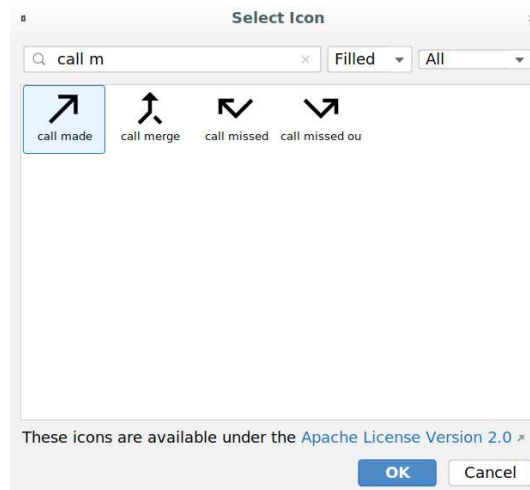 Select Icon
call m
Filled
All
call made
call merge
call missed
call missed ou
These icons are available under the Apache License Version 2.0
OK
Cancel